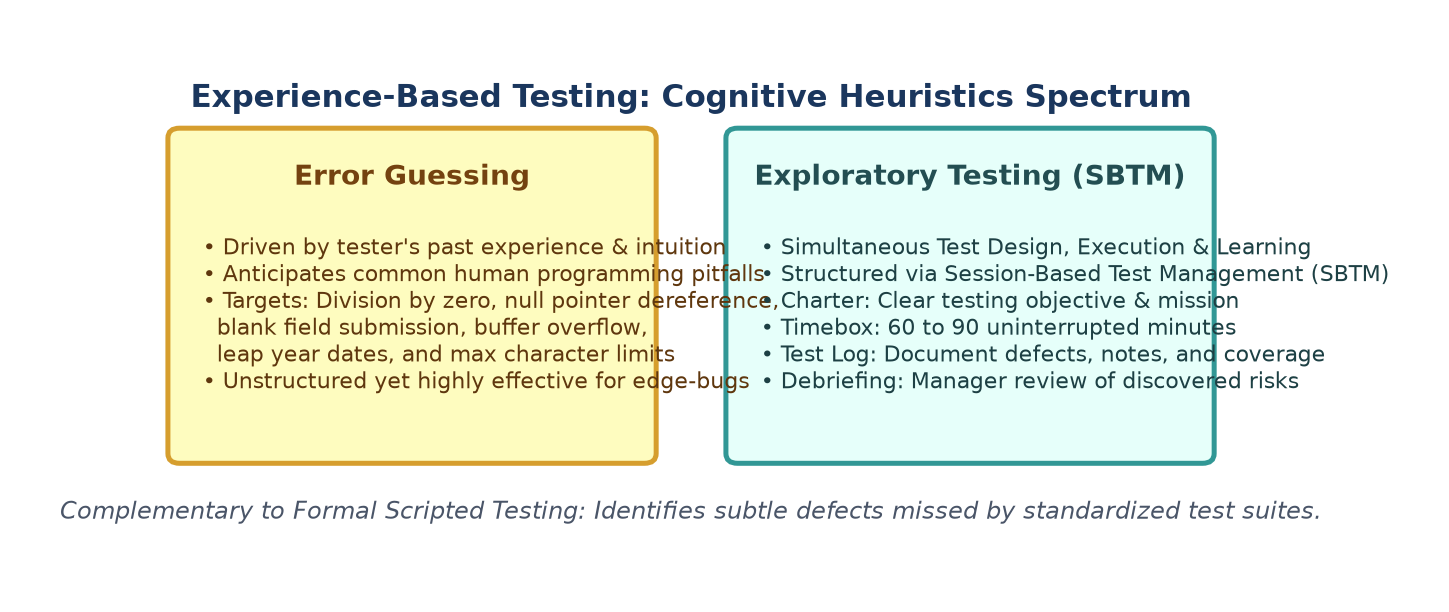 Experience-Based Testing: Cognitive Heuristics Spectrum
Error Guessing
• Driven by tester's past experience & intuition
• Anticipates common human programming pitfalls
• Targets: Division by zero, null pointer dereference,
blank field submission, buffer overflow,
leap year dates, and max character limits
• Unstructured yet highly effective for edge-bugs
Exploratory Testing (SBTM)
• Simultaneous Test Design, Execution & Learning
• Structured via Session-Based Test Management (SBTM)
• Charter: Clear testing objective & mission
• Timebox: 60 to 90 uninterrupted minutes
• Test Log: Document defects, notes, and coverage
• Debriefing: Manager review of discovered risks
Complementary to Formal Scripted Testing: Identifies subtle defects missed by standardized test suites.